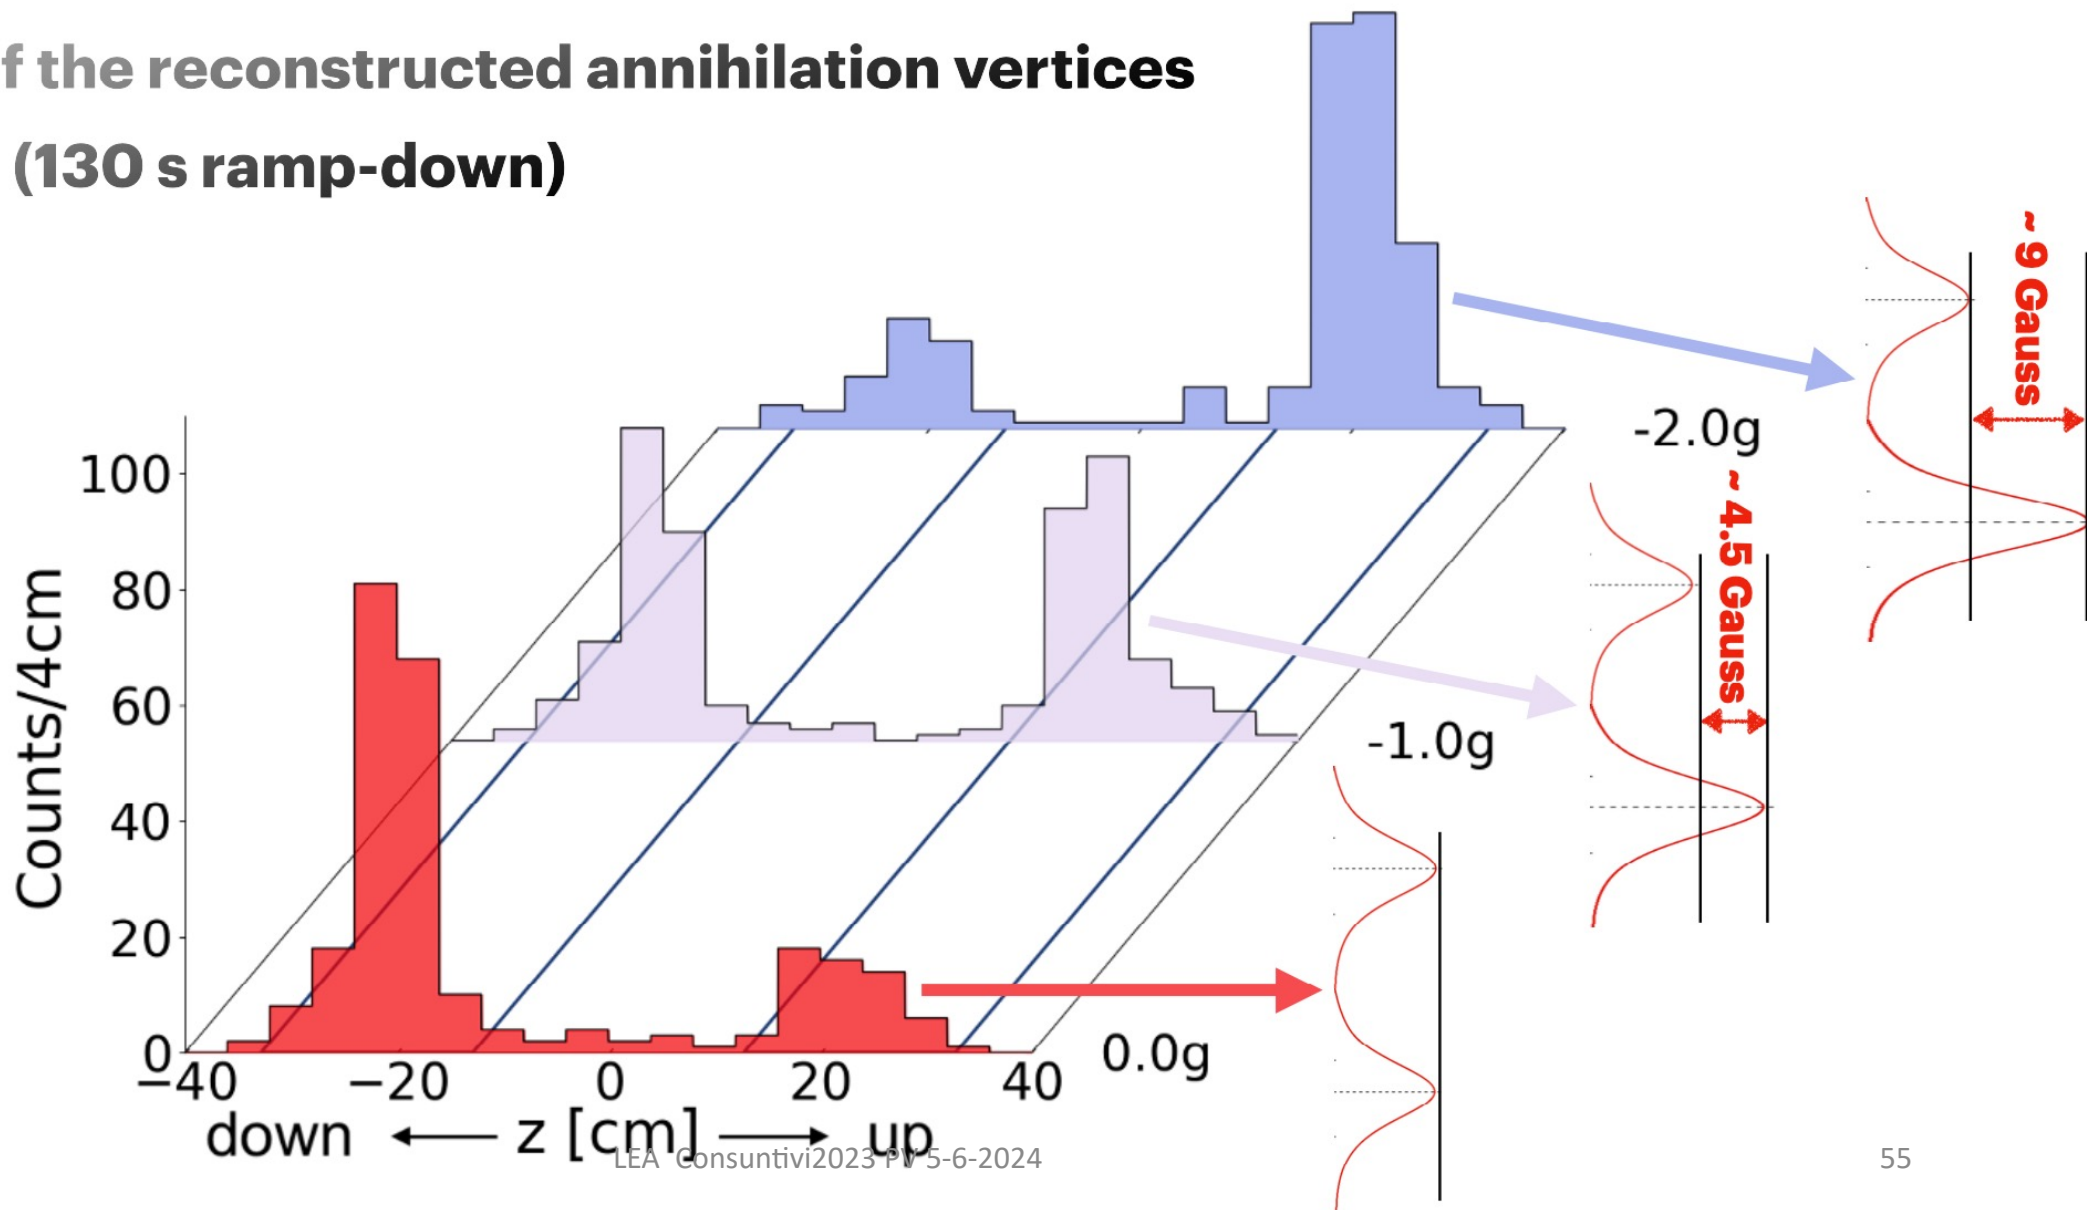 f the reconstructed annihilation vertices
(130 s ramp-down)
~ 9 Gauss
-2.0g
~ 4.5 Gauss
-1.0g
0.0g
Counts/4cm
100
80
60
40
20
0
−40 −20 0 20 40
down ← z [cm] → up
LEA Consuntivi2023 PV 5-6-2024
55